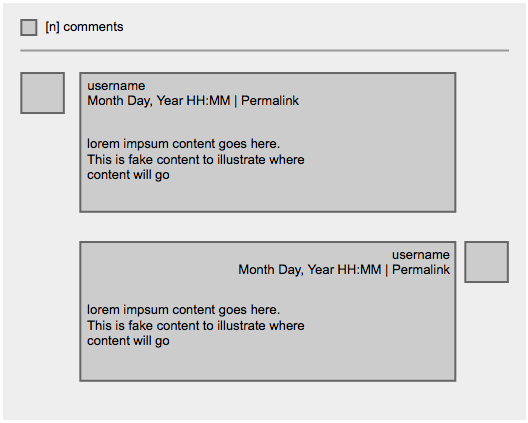 [n] comments
username
Month Day, Year HH:MM | Permalink
lorem impsum content goes here.
This is fake content to illustrate where
content will go
username
Month Day, Year HH:MM | Permalink
lorem impsum content goes here.
This is fake content to illustrate where
content will go